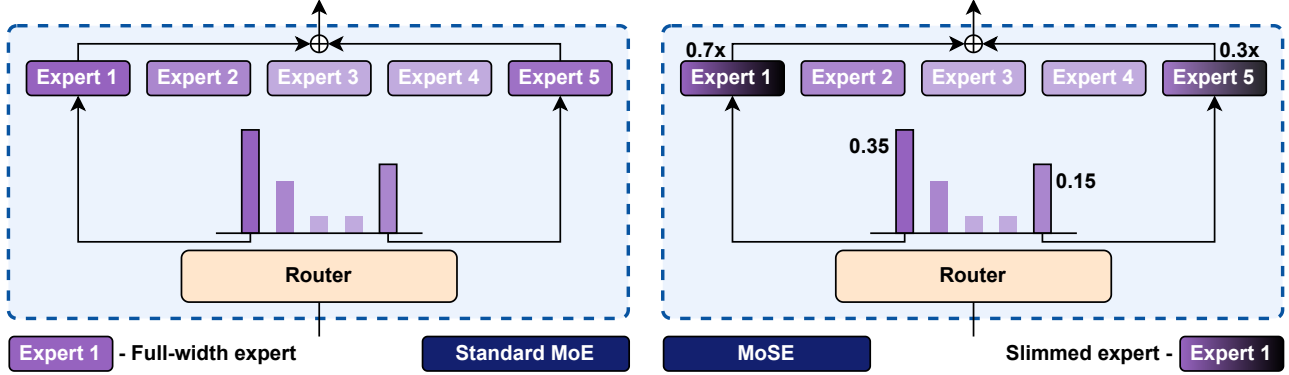 0.7x
0.3x
Expert 1 Expert 2 Expert 3 Expert 4 Expert 5
Expert 1 Expert 2 Expert 3 Expert 4 Expert 5
0.35
0.15
Router
Router
Expert 1 - Full-width expert
Standard MoE
MoSE
Slimmed expert - Expert 1